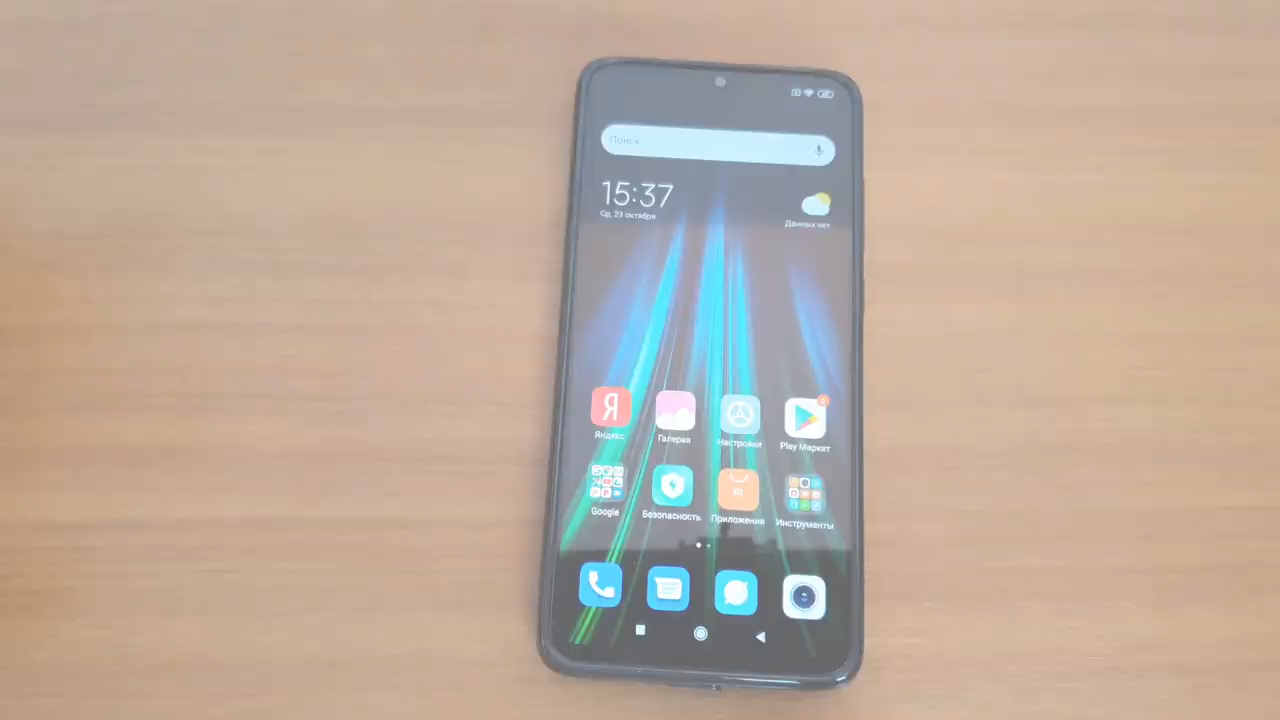 Поиск
15:37
Ср, 23 октября
Данных нет
Я
Яндекс
Галерея
Настройки
Play Маркет
Google
Безопасность
Приложения
Инструменты